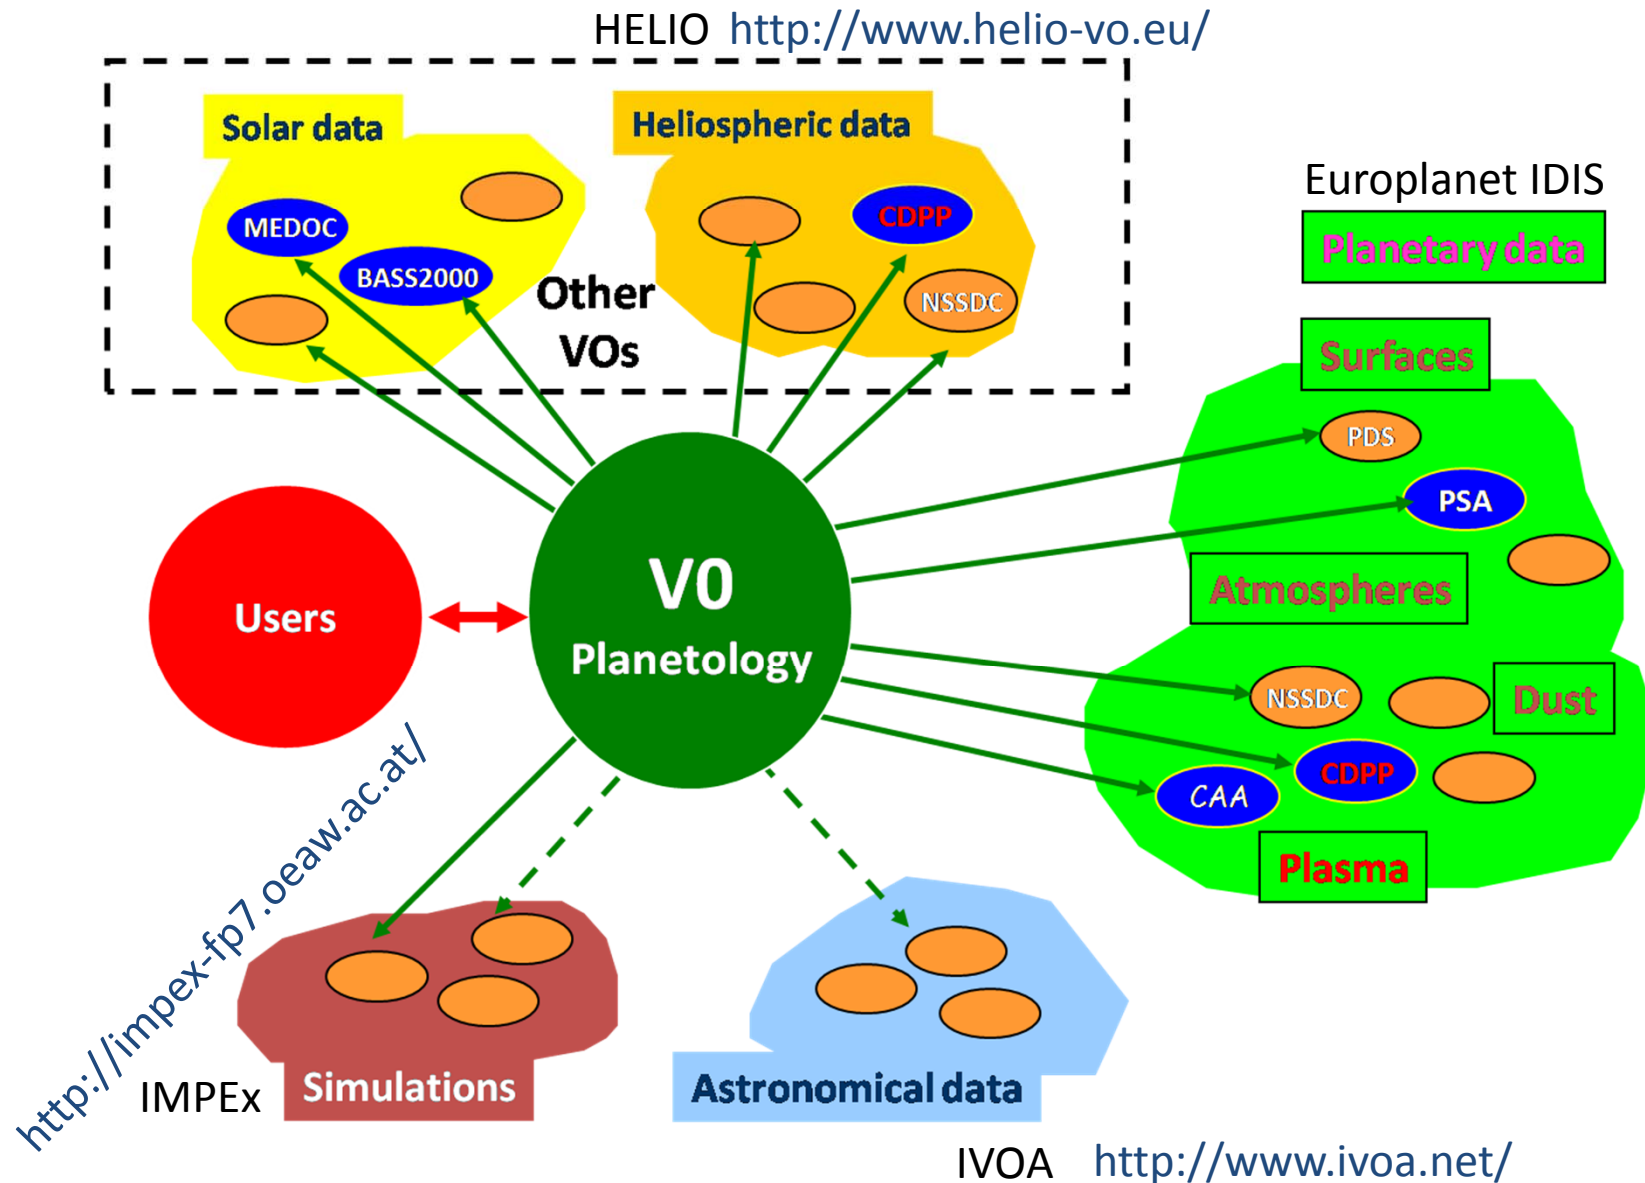 HELIO http://www.helio-vo.eu/
Solar data
Heliospheric data
MEDOC
BASS2000
CDPP
NSSDC
Other
VOs
Europlanet IDIS
Planetary data
Surfaces
PDS
PSA
Atmospheres
NSSDC
Dust
CDPP
CAA
Plasma
Users
V0
Planetology
http://impex-fp7.oeaw.ac.at/
IMPEx
Simulations
Astronomical data
IVOA http://www.ivoa.net/